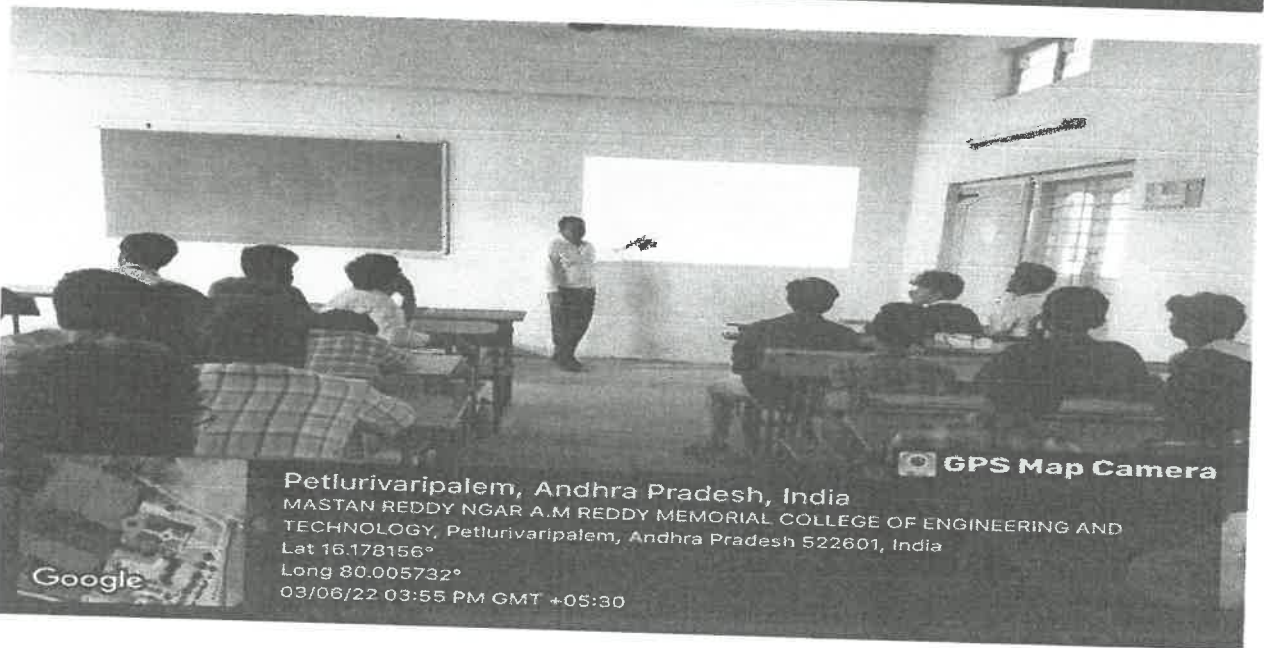 GPS Map Camera
Petlurivaripalem, Andhra Pradesh, India
MASTAN REDDY NGAR A.M REDDY MEMORIAL COLLEGE OF ENGINEERING AND
TECHNOLOGY, Petlurivaripalem, Andhra Pradesh 522601, India
Lat 16.178156°
Long 80.005732°
03/06/22 03:55 PM GMT +05:30
Google